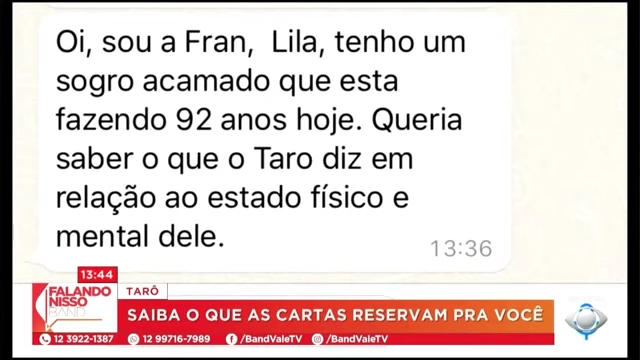 Oi, sou a Fran,  Lila, tenho um
sogro acamado que esta
fazendo 92 anos hoje. Queria
saber o que o Taro diz em
relação ao estado físico e
mental dele.
13:36
13:44
FALANDO
NISSO
BAND
TARÔ
SAIBA O QUE AS CARTAS RESERVAM PRA VOCÊ
12 3922-1387
12 99716-7989
/BandValeTV
/BandValeTV